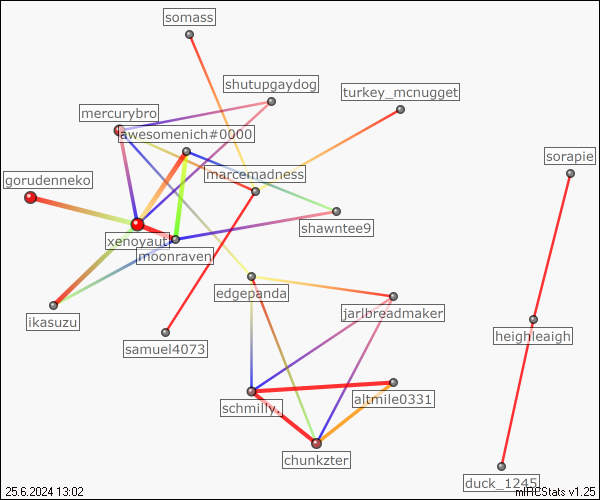 somass
shutupgaydog
turkey_mcnugget
mercurybro
awesomenich#0000
sorapie
marcemadness
gorudenneko
shawntee9
xenoyaut
moonraven
edgepanda
jarlbreadmaker
ikasuzu
heighleaigh
samuel4073
altmile0331
schmilly.
chunkzter
duck_1245
25.6.2024 13:02
mIRCStats v1.25